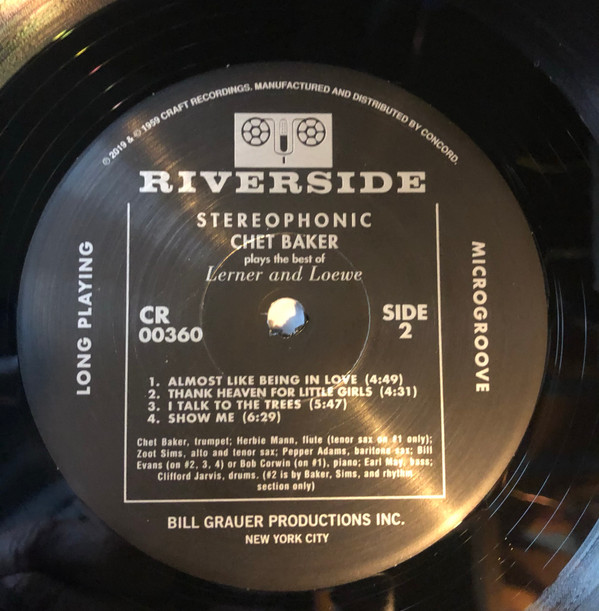 ℗ 2019 & © 1959 CRAFT RECORDINGS. MANUFACTURED AND DISTRIBUTED BY CONCORD.
RIVERSIDE
STEREOPHONIC
CHET BAKER
plays the best of
Lerner and Loewe
LONG PLAYING
MICROGROOVE
CR
00360
SIDE
2
1. ALMOST LIKE BEING IN LOVE (4:49)
2. THANK HEAVEN FOR LITTLE GIRLS (4:31)
3. I TALK TO THE TREES (5:47)
4. SHOW ME (6:29)
Chet Baker, trumpet; Herbie Mann, flute (tenor sax on #1 only);
Zoot Sims, alto and tenor sax; Pepper Adams, baritone sax; Bill
Evans (on #2, 3, 4) or Bob Corwin (on #1), piano; Earl May, bass;
Clifford Jarvis, drums. (#2 is by Baker, Sims, and rhythm
section only)
BILL GRAUER PRODUCTIONS INC.
NEW YORK CITY